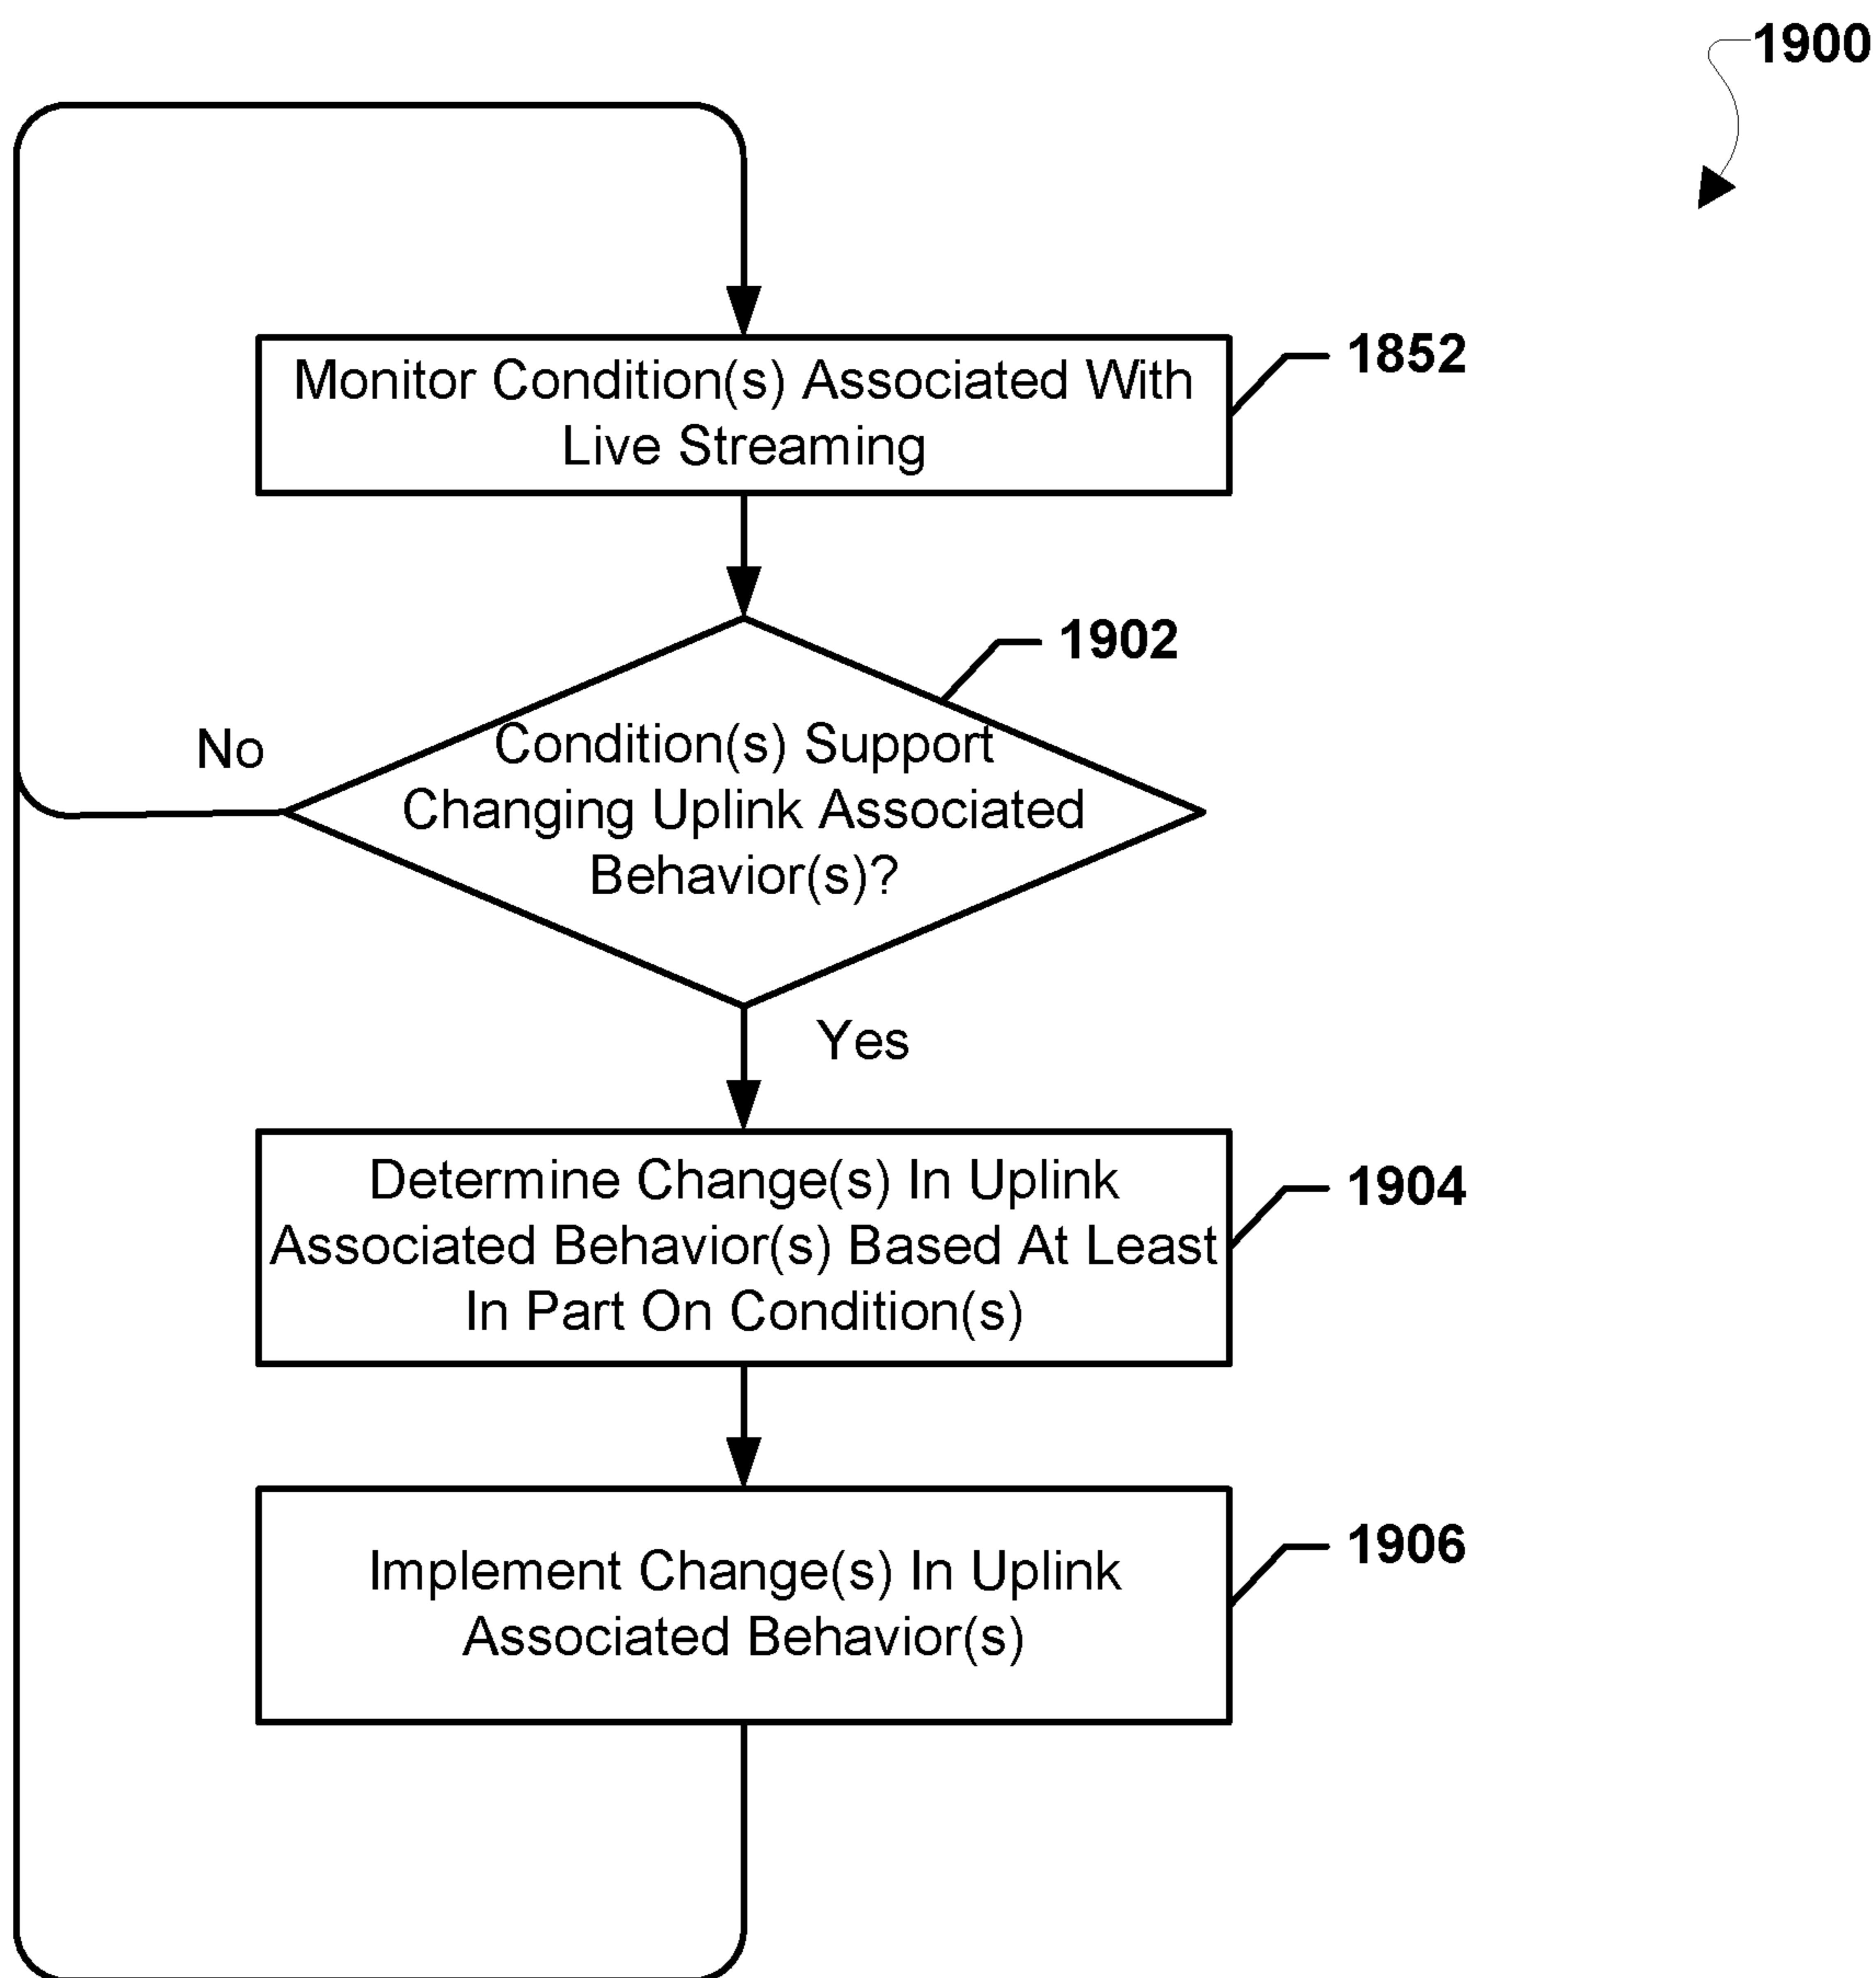 1900
Monitor Condition(s) Associated With
Live Streaming
1852
1902
Condition(s) Support
Changing Uplink Associated
Behavior(s)?
No
Yes
Determine Change(s) In Uplink
Associated Behavior(s) Based At Least
In Part On Condition(s)
1904
Implement Change(s) In Uplink
Associated Behavior(s)
1906